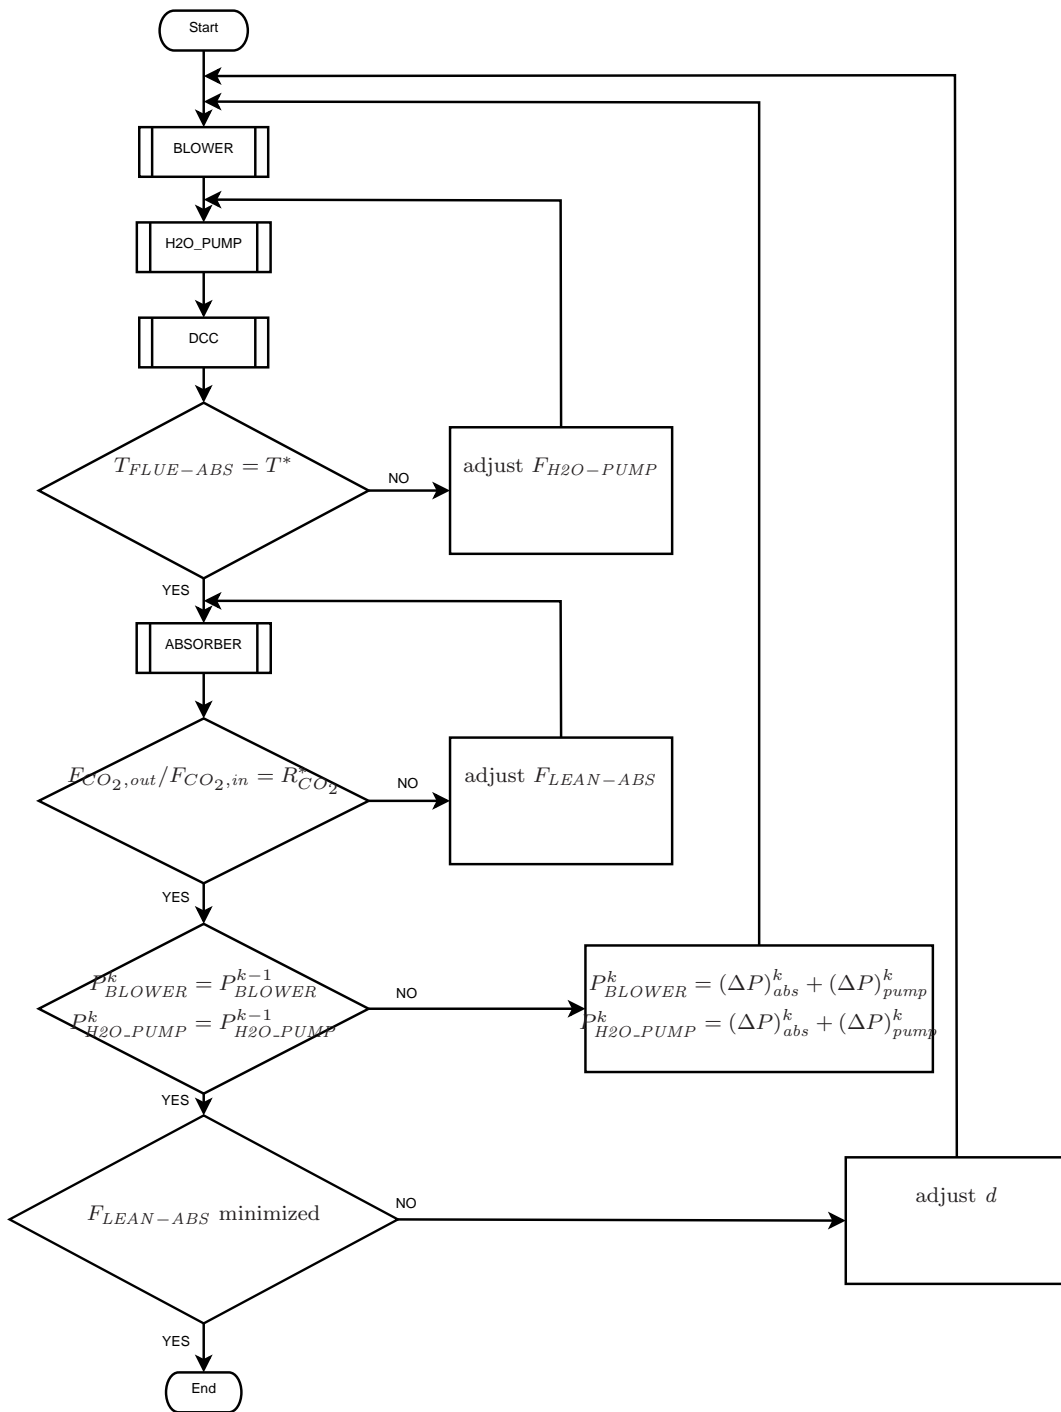 Start
BLOWER
H2O_PUMP
DCC
$T_{FLUE-ABS} = T^*$
NO
adjust $F_{H2O-PUMP}$
YES
ABSORBER
$F_{CO_2,out}/F_{CO_2,in} = R^*_{CO_2}$
NO
adjust $F_{LEAN-ABS}$
YES
$P^k_{BLOWER} = P^{k-1}_{BLOWER}$
$P^k_{H2O\_PUMP} = P^{k-1}_{H2O\_PUMP}$
NO
$P^k_{BLOWER} = (\Delta P)^k_{abs} + (\Delta P)^k_{pump}$
$P^k_{H2O\_PUMP} = (\Delta P)^k_{abs} + (\Delta P)^k_{pump}$
YES
$F_{LEAN-ABS}$ minimized
NO
adjust $d$
YES
End